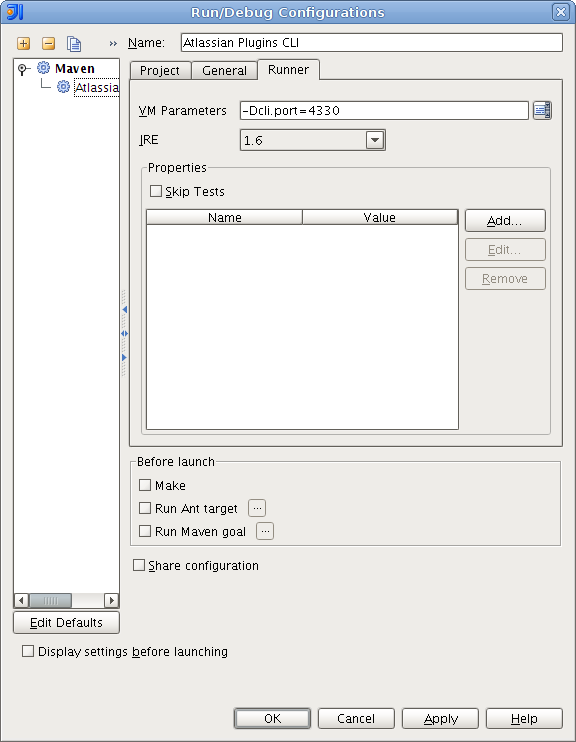 Run/Debug Configurations
»
Name: Atlassian Plugins CLI
Maven
Atlassia
Project General Runner
VM Parameters -Dcli.port=4330
JRE 1.6
Properties
Skip Tests
Name Value
Add...
Edit...
Remove
Before launch
Make
Run Ant target ...
Run Maven goal ...
Share configuration
Edit Defaults
Display settings before launching
OK Cancel Apply Help